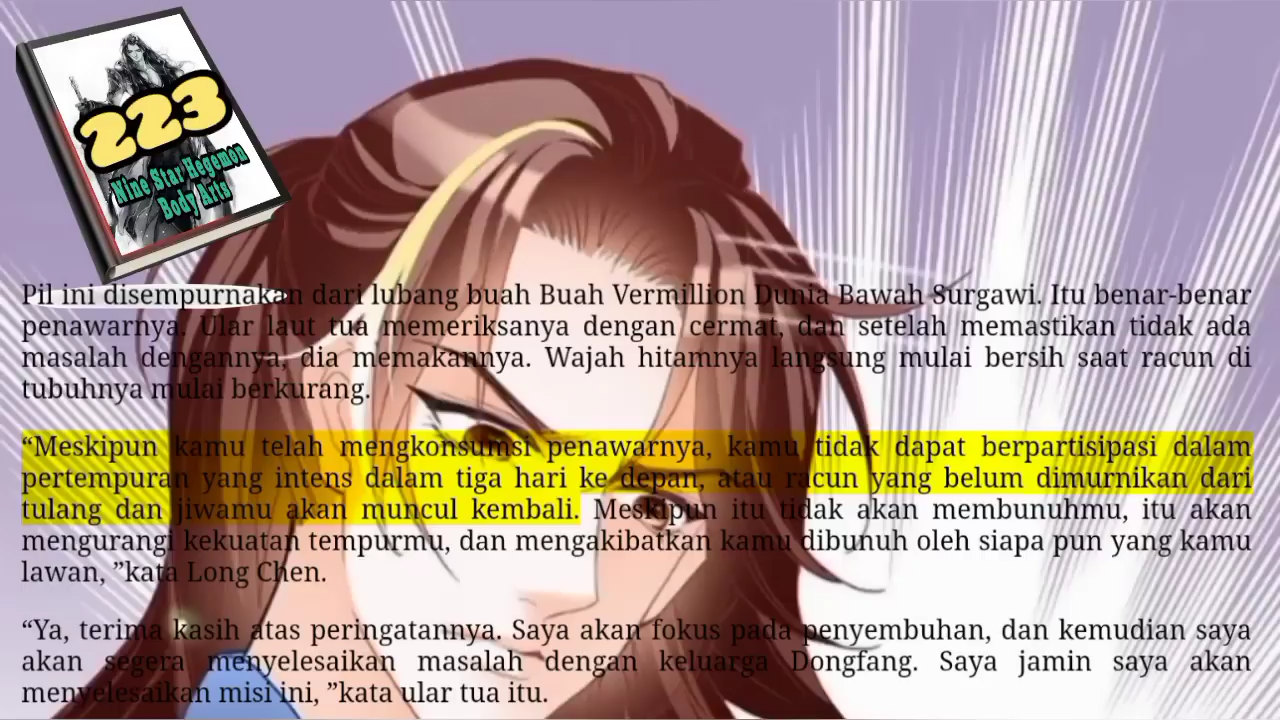 223
Nine Star Hegemon
Body Arts
Pil ini disempurnakan dari lubang buah Buah Vermillion Dunia Bawah Surgawi. Itu benar-benar
penawarnya. Ular laut tua memeriksanya dengan cermat, dan setelah memastikan tidak ada
masalah dengannya, dia memakannya. Wajah hitamnya langsung mulai bersih saat racun di
tubuhnya mulai berkurang.
“Meskipun kamu telah mengkonsumsi penawarnya, kamu tidak dapat berpartisipasi dalam
pertempuran yang intens dalam tiga hari ke depan, atau racun yang belum dimurnikan dari
tulang dan jiwamu akan muncul kembali. Meskipun itu tidak akan membunuhmu, itu akan
mengurangi kekuatan tempurmu, dan mengakibatkan kamu dibunuh oleh siapa pun yang kamu
lawan, ”kata Long Chen.
“Ya, terima kasih atas peringatannya. Saya akan fokus pada penyembuhan, dan kemudian saya
akan segera menyelesaikan masalah dengan keluarga Dongfang. Saya jamin saya akan
menyelesaikan misi ini, ”kata ular tua itu.